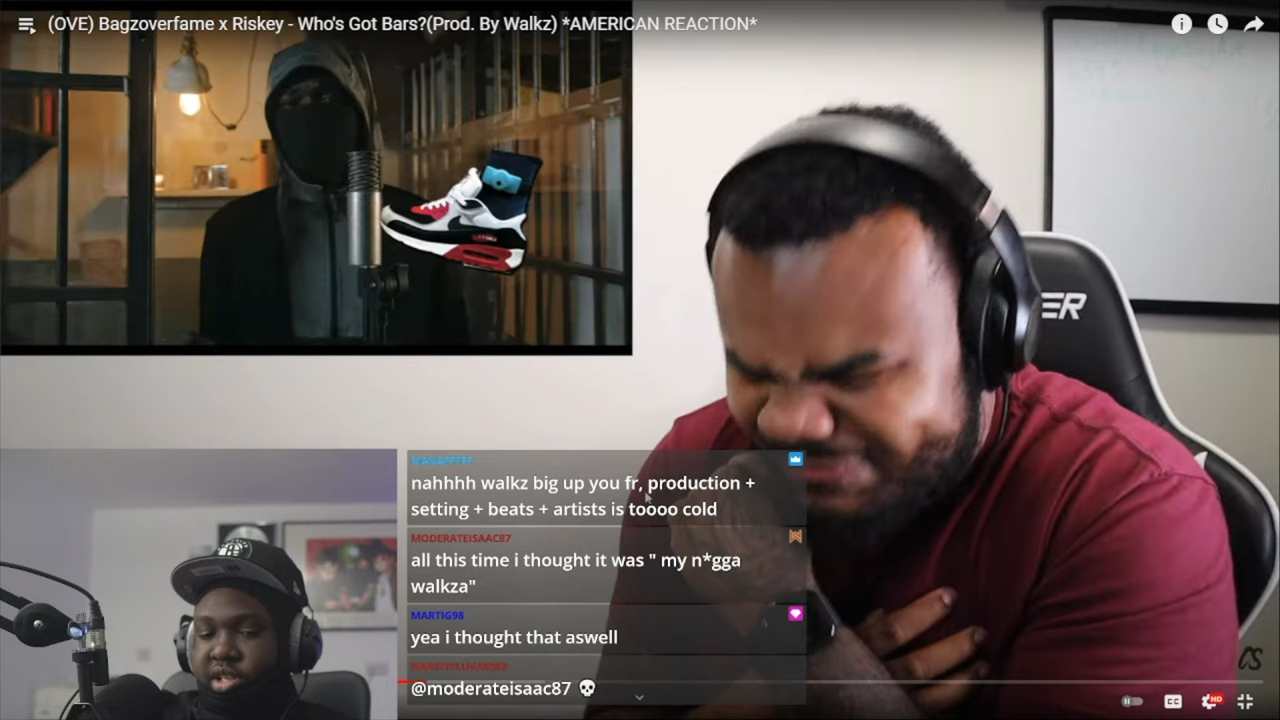 (OVE) Bagzoverfame x Riskey - Who's Got Bars?(Prod. By Walkz) *AMERICAN REACTION*
ER
nahhhh walkz big up you fr, production +
setting + beats + artists is toooo cold
MODERATEISAAC87
all this time i thought it was " my n*gga
walkza"
MARTIG98
yea i thought that aswell
@moderateisaac87 💀
CC
HD